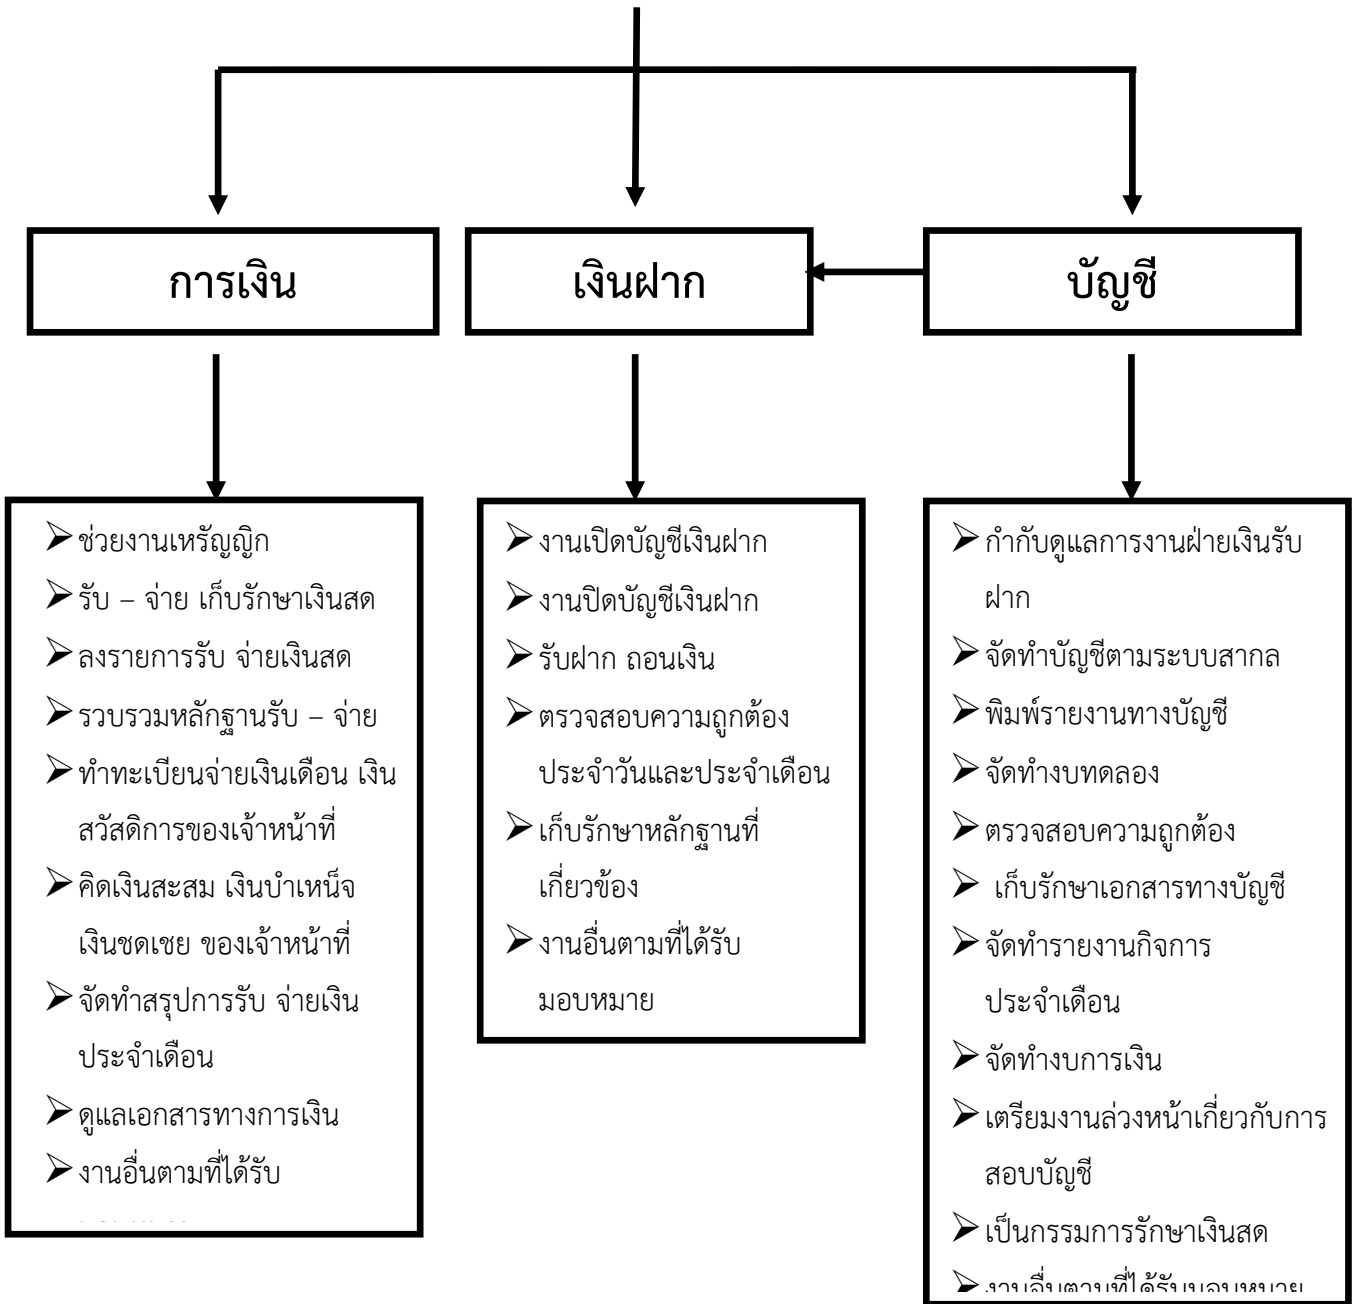 การเงิน
เงินฝาก
บัญชี
ช่วยงานเหรัญญิก
รับ – จ่าย เก็บรักษาเงินสด
ลงรายการรับ จ่ายเงินสด
รวบรวมหลักฐานรับ – จ่าย
ทำทะเบียนจ่ายเงินเดือน เงิน
สวัสดิการของเจ้าหน้าที่
คิดเงินสะสม เงินบำเหน็จ
เงินชดเชย ของเจ้าหน้าที่
จัดทำสรุปการรับ จ่ายเงิน
ประจำเดือน
ดูแลเอกสารทางการเงิน
งานอื่นตามที่ได้รับ
งานเปิดบัญชีเงินฝาก
งานปิดบัญชีเงินฝาก
รับฝาก ถอนเงิน
ตรวจสอบความถูกต้อง
ประจำวันและประจำเดือน
เก็บรักษาหลักฐานที่
เกี่ยวข้อง
งานอื่นตามที่ได้รับ
มอบหมาย
กำกับดูแลการงานฝ่ายเงินรับ
ฝาก
จัดทำบัญชีตามระบบสากล
พิมพ์รายงานทางบัญชี
จัดทำงบทดลอง
ตรวจสอบความถูกต้อง
เก็บรักษาเอกสารทางบัญชี
จัดทำรายงานกิจการ
ประจำเดือน
จัดทำงบการเงิน
เตรียมงานล่วงหน้าเกี่ยวกับการ
สอบบัญชี
เป็นกรรมการรักษาเงินสด
งานอื่นตามที่ได้รับมอบหมาย